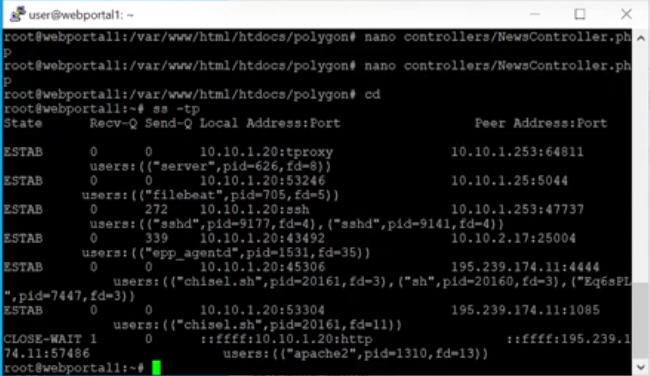 user@webportal1: ~
root@webportal1:/var/www/html/htdocs/polygon# nano controllers/NewsController.ph
p
root@webportal1:/var/www/html/htdocs/polygon# nano controllers/NewsController.ph
p
root@webportal1:/var/www/html/htdocs/polygon# cd
root@webportal1:~# ss -tp
State Recv-Q Send-Q Local Address:Port Peer Address:Port
ESTAB 0 0 10.10.1.20:tproxy 10.10.1.253:64811
users:(("server",pid=626,fd=8))
ESTAB 0 0 10.10.1.20:53246 10.10.1.25:5044
users:(("filebeat",pid=705,fd=5))
ESTAB 0 272 10.10.1.20:ssh 10.10.1.253:47737
users:(("sshd",pid=9177,fd=4),("sshd",pid=9141,fd=4))
ESTAB 0 339 10.10.1.20:43492 10.10.2.17:25004
users:(("epp_agentd",pid=1531,fd=35))
ESTAB 0 0 10.10.1.20:45306 195.239.174.11:4444
users:(("chisel.sh",pid=20161,fd=3),("sh",pid=20160,fd=3),("Eq6sPL
",pid=7447,fd=3))
ESTAB 0 0 10.10.1.20:53304 195.239.174.11:1085
users:(("chisel.sh",pid=20161,fd=11))
CLOSE-WAIT 1 0 ::ffff:10.10.1.20:http ::ffff:195.239.1
74.11:57486 users:(("apache2",pid=1310,fd=13))
root@webportal1:~#